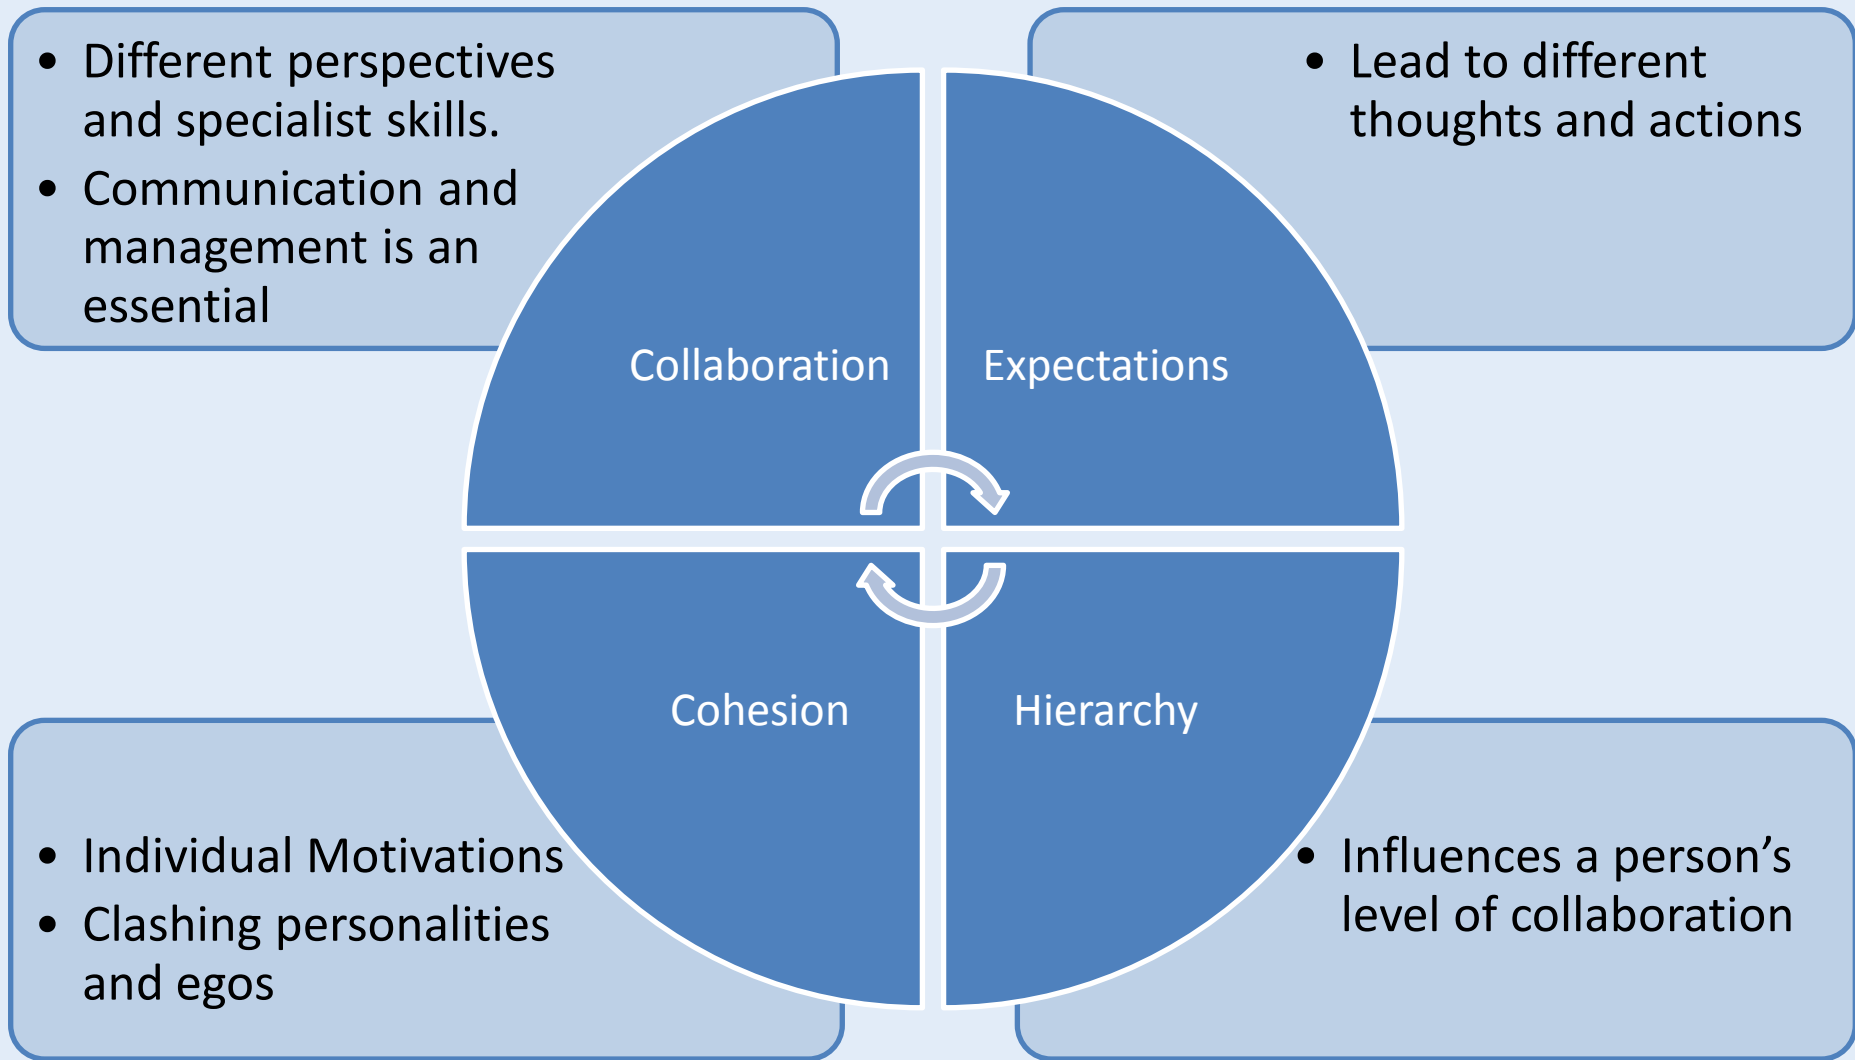 • Different perspectives
and specialist skills.
• Communication and
management is an
essential
• Lead to different
thoughts and actions
Collaboration
Expectations
Cohesion
Hierarchy
• Individual Motivations
• Clashing personalities
and egos
• Influences a person’s
level of collaboration